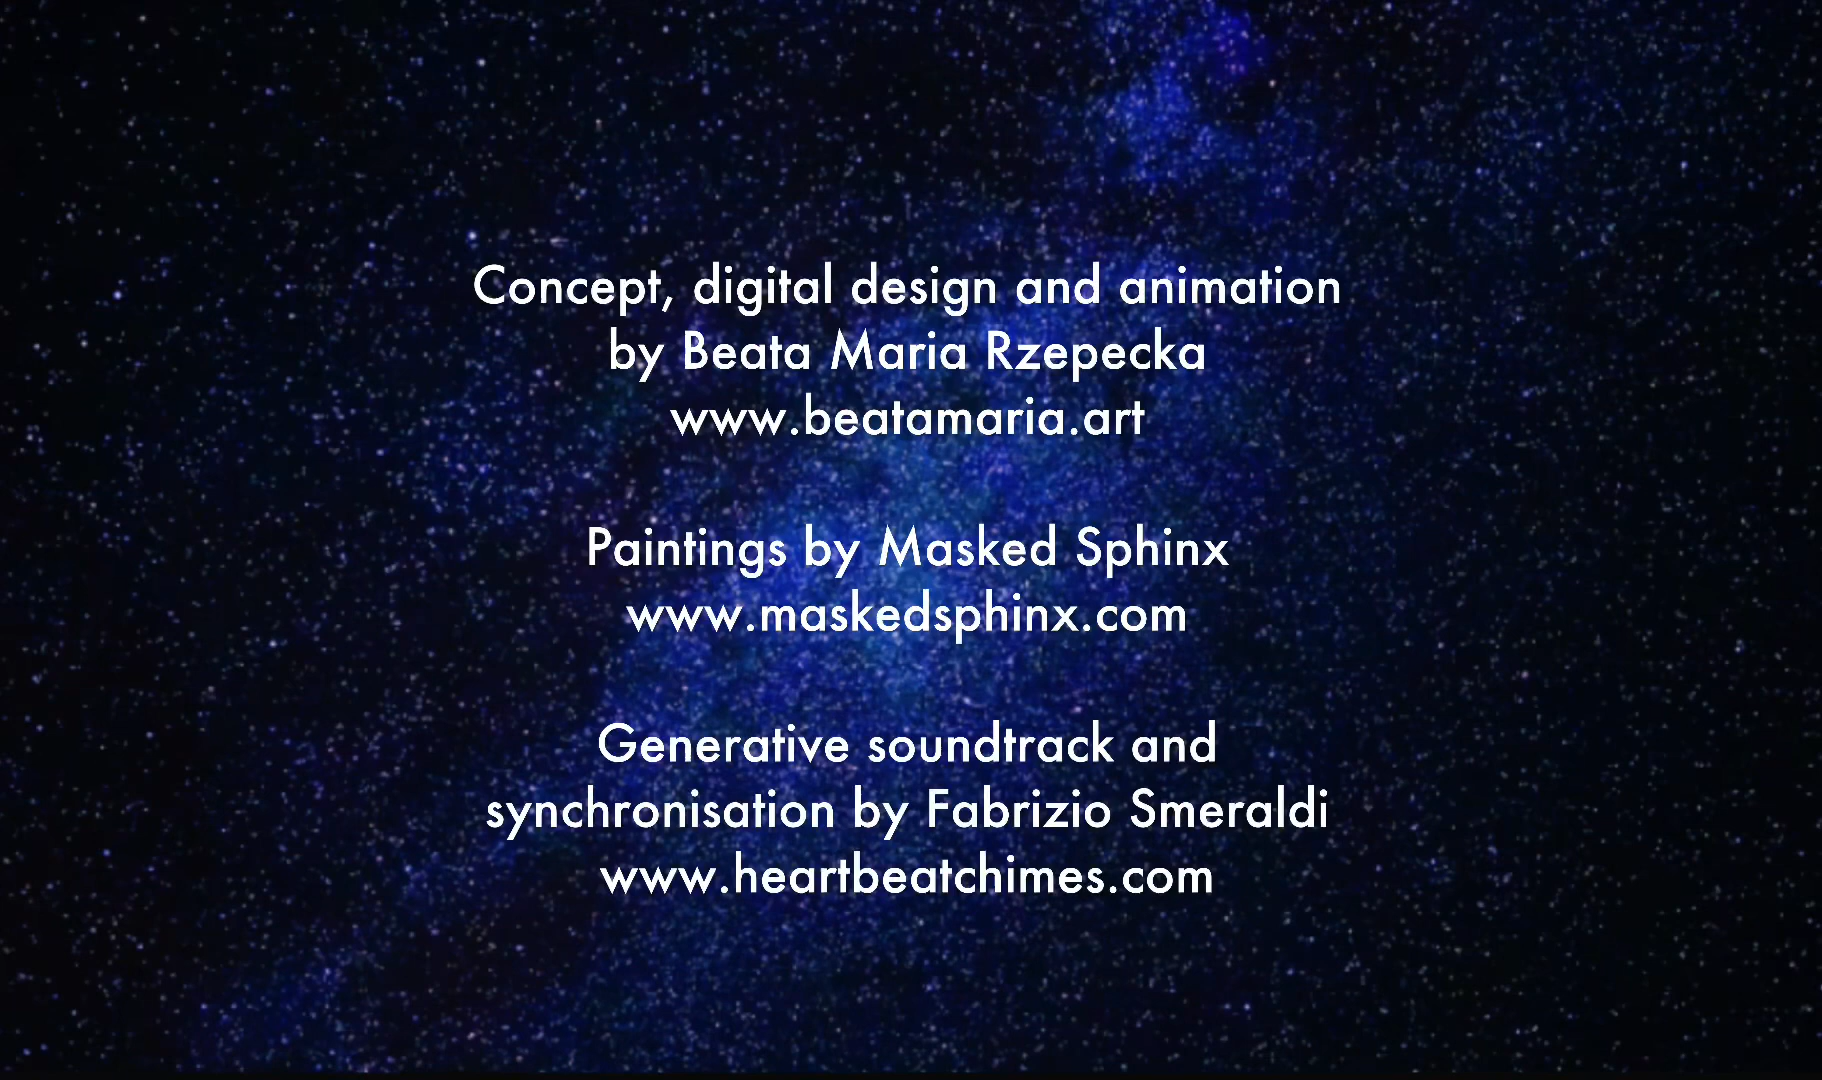 Concept, digital design and animation
by Beata Maria Rzepecka
www.beatamaria.art
Paintings by Masked Sphinx
www.maskedsphinx.com
Generative soundtrack and
synchronisation by Fabrizio Smeraldi
www.heartbeatchimes.com